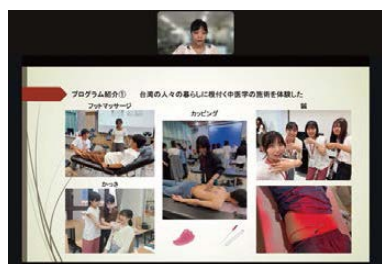 プログラム紹介① 台湾の人々の暮らしに根付く中医学の施術を体験した
フットマッサージ
カッピング
鍼
かっさ